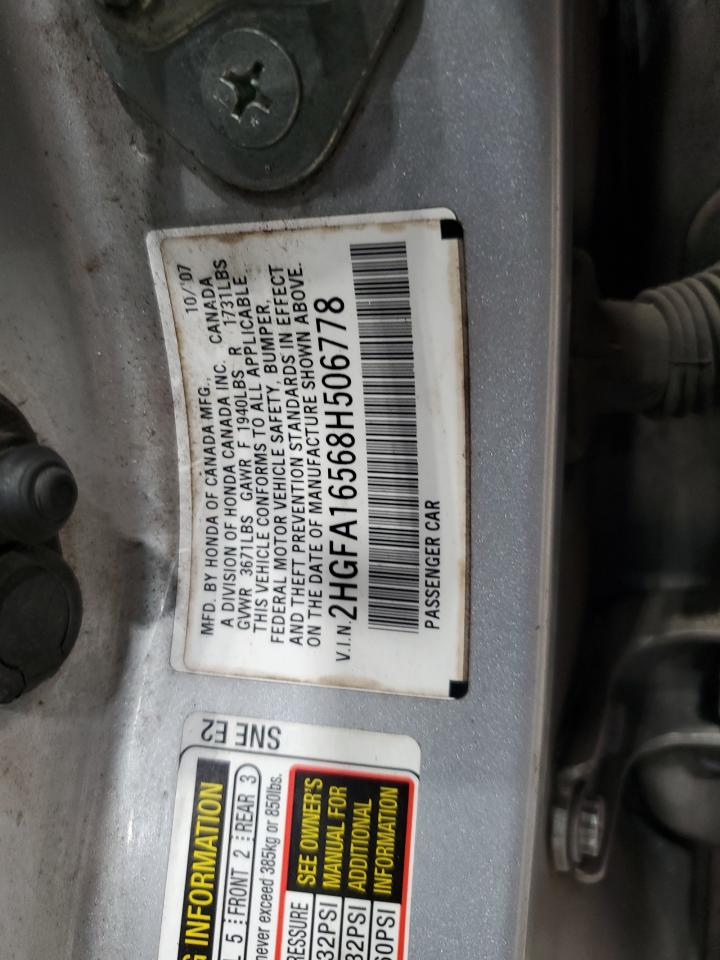 MFD. BY HONDA OF CANADA MFG., 10/'07
A DIVISION OF HONDA CANADA INC. CANADA
GVWR 3671LBS GAWR F 1940LBS R 1731LBS
THIS VEHICLE CONFORMS TO ALL APPLICABLE
FEDERAL MOTOR VEHICLE SAFETY, BUMPER,
AND THEFT PREVENTION STANDARDS IN EFFECT
ON THE DATE OF MANUFACTURE SHOWN ABOVE.
V.I.N. 2HGFA16568H506778
PASSENGER CAR
SNE E2
INFORMATION
5 FRONT 2 REAR 3
never exceed 385kg or 850lbs.
SEE OWNER'S
MANUAL FOR
ADDITIONAL
INFORMATION
32PSI
32PSI
60PSI